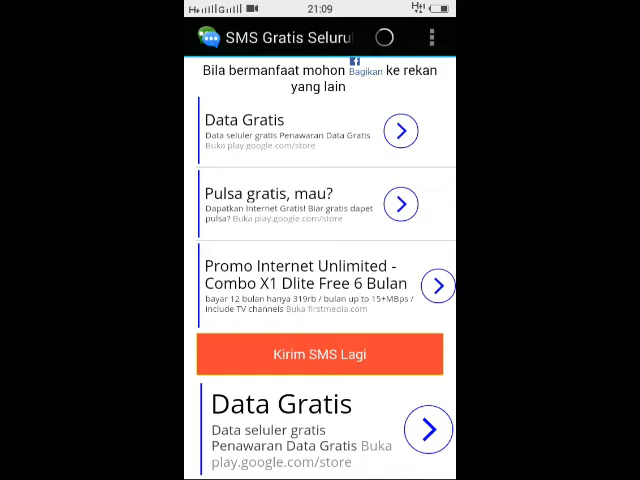 21:09
SMS Gratis Seluru
Bila bermanfaat mohon Bagikan ke rekan
yang lain
Data Gratis
Data seluler gratis Penawaran Data Gratis
Buka play.google.com/store
Pulsa gratis, mau?
Dapatkan Internet Gratis! Biar gratis dapet
pulsa? Buka play.google.com/store
Promo Internet Unlimited -
Combo X1 Dlite Free 6 Bulan
bayar 12 bulan hanya 319rb / bulan up to 15+MBps /
Include TV channels Buka firstmedia.com
Kirim SMS Lagi
Data Gratis
Data seluler gratis
Penawaran Data Gratis Buka
play.google.com/store